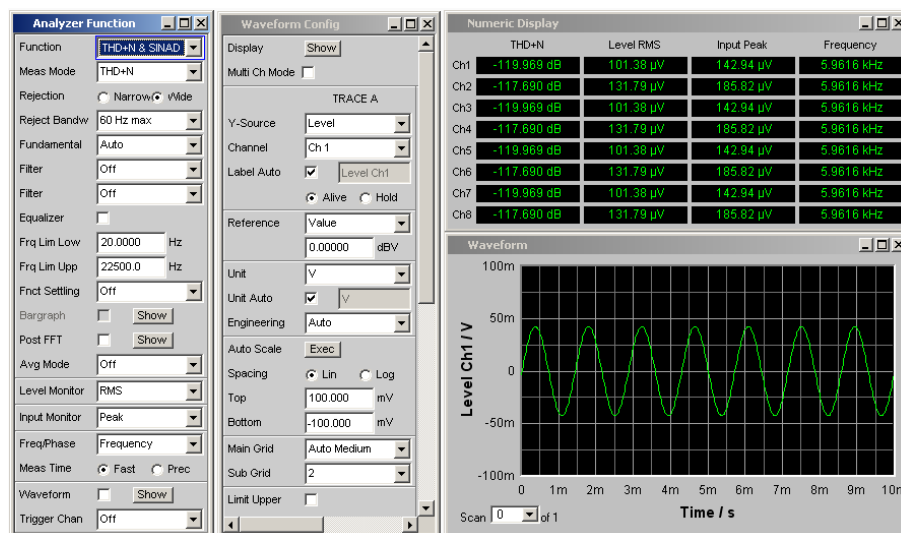 Analyzer Function
Function THD+N & SINAD
Meas Mode THD+N
Rejection Narrow Wide
Reject Bandw 60 Hz max
Fundamental Auto
Filter Off
Filter Off
Equalizer
Frq Lim Low 20.0000 Hz
Frq Lim Upp 22500.0 Hz
Fnct Settling Off
Bargraph Show
Post FFT Show
Avg Mode Off
Level Monitor RMS
Input Monitor Peak
Freq/Phase Frequency
Meas Time Fast Prec
Waveform Show
Trigger Chan Off
Waveform Config
Display Show
Multi Ch Mode
TRACE A
Y-Source Level
Channel Ch 1
Label Auto Level Ch1
Alive Hold
Reference Value
0.00000 dBV
Unit V
Unit Auto V
Engineering Auto
Auto Scale Exec
Spacing Lin Log
Top 100.000 mV
Bottom -100.000 mV
Main Grid Auto Medium
Sub Grid 2
Limit Upper
Numeric Display
THD+N Level RMS Input Peak Frequency
Ch1 -119.969 dB 101.38 µV 142.94 µV 5.9616 kHz
Ch2 -117.690 dB 131.79 µV 185.82 µV 5.9616 kHz
Ch3 -119.969 dB 101.38 µV 142.94 µV 5.9616 kHz
Ch4 -117.690 dB 131.79 µV 185.82 µV 5.9616 kHz
Ch5 -119.969 dB 101.38 µV 142.94 µV 5.9616 kHz
Ch6 -117.690 dB 131.79 µV 185.82 µV 5.9616 kHz
Ch7 -119.969 dB 101.38 µV 142.94 µV 5.9616 kHz
Ch8 -117.690 dB 131.79 µV 185.82 µV 5.9616 kHz
Waveform
100m
50m
0
-50m
-100m
Level Ch1 / V
0 1m 2m 3m 4m 5m 6m 7m 8m 9m 10m
Time / s
Scan 0 of 1